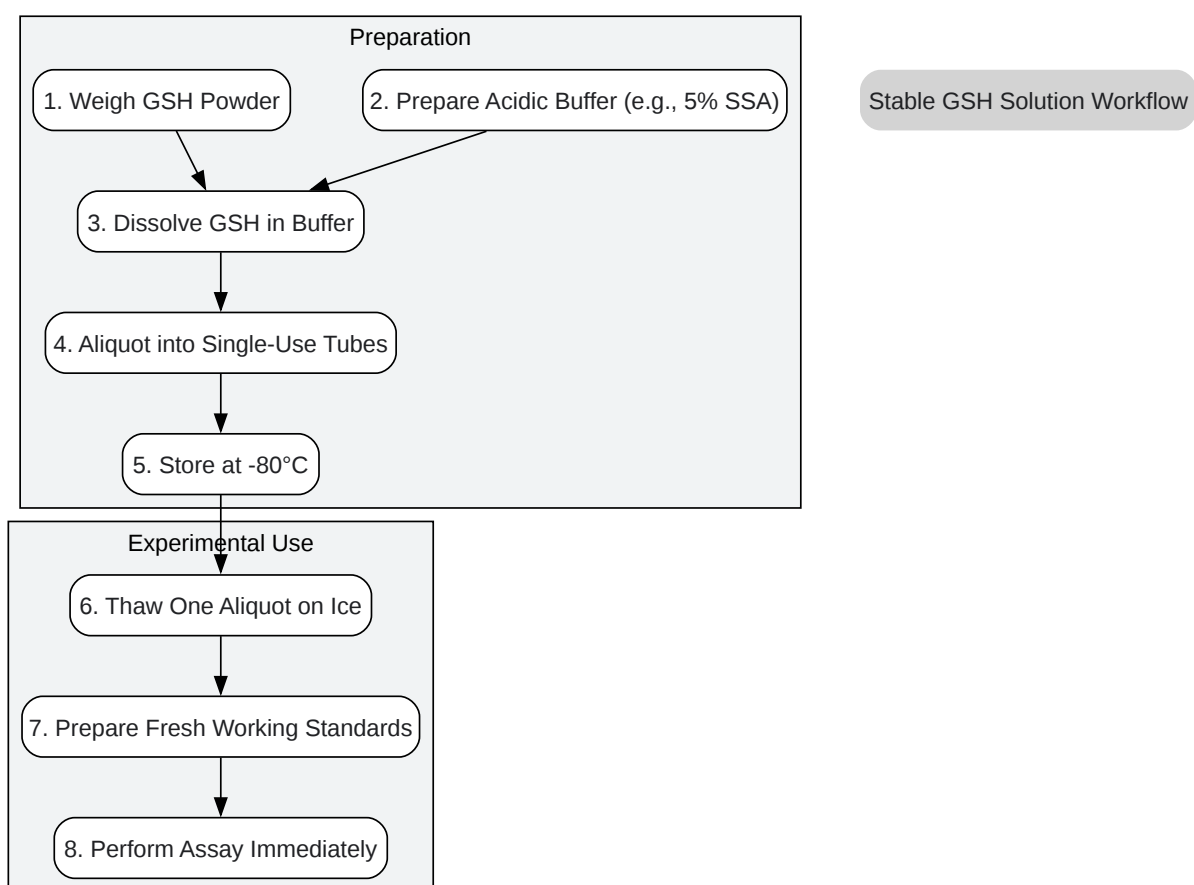 Preparation
1. Weigh GSH Powder
2. Prepare Acidic Buffer (e.g., 5% SSA)
Stable GSH Solution Workflow
3. Dissolve GSH in Buffer
4. Aliquot into Single-Use Tubes
5. Store at -80°C
Experimental Use
6. Thaw One Aliquot on Ice
7. Prepare Fresh Working Standards
8. Perform Assay Immediately